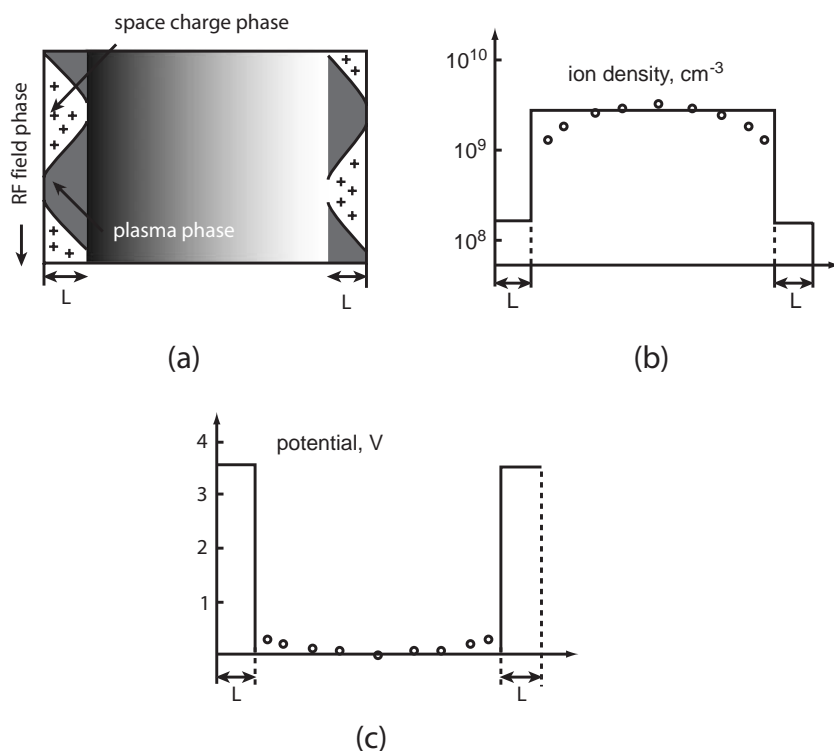 space charge phase
RF field phase
plasma phase
L
L
(a)
10^10
ion density, cm^-3
10^9
10^8
L
L
(b)
4
potential, V
3
2
1
L
L
(c)